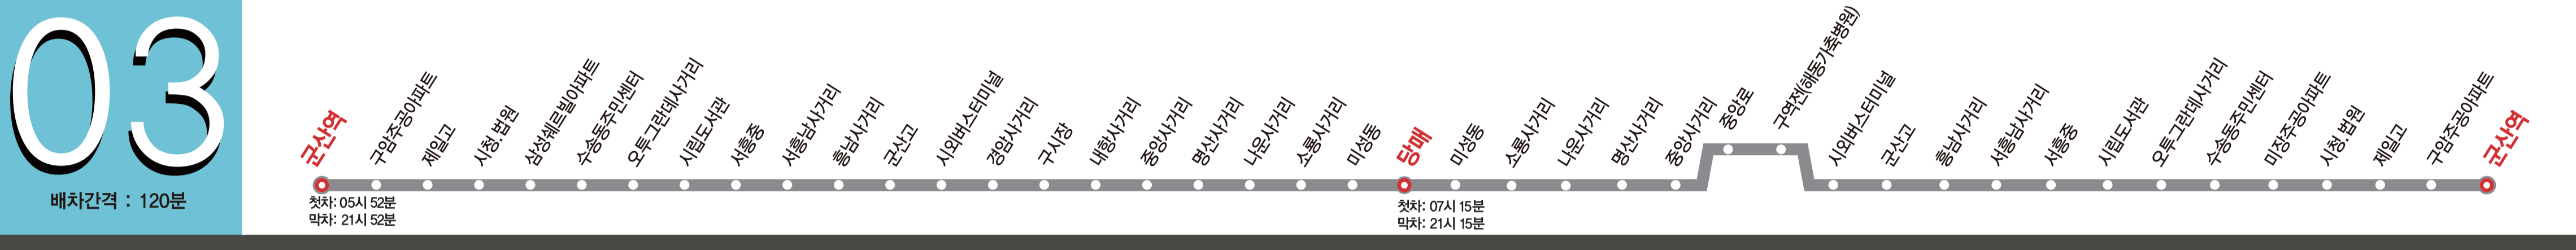 03
배차간격 : 120분
군산역
구암주공아파트
제일고
시청.법원
삼성쉐르빌아파트
수송동주민센터
오투그란데사거리
시립도서관
서흥중
서흥남사거리
흥남사거리
군산고
시외버스터미널
경암사거리
구시장
내항사거리
중앙사거리
명산사거리
나운사거리
소룡사거리
미성동
당배
미성동
소룡사거리
나운사거리
명산사거리
중앙사거리
중앙로
구역전(해동가축병원)
시외버스터미널
군산고
흥남사거리
서흥남사거리
서흥중
시립도서관
오투그란데사거리
수송동주민센터
미장주공아파트
시청.법원
제일고
구암주공아파트
군산역
첫차: 05시 52분
막차: 21시 52분
첫차: 07시 15분
막차: 21시 15분